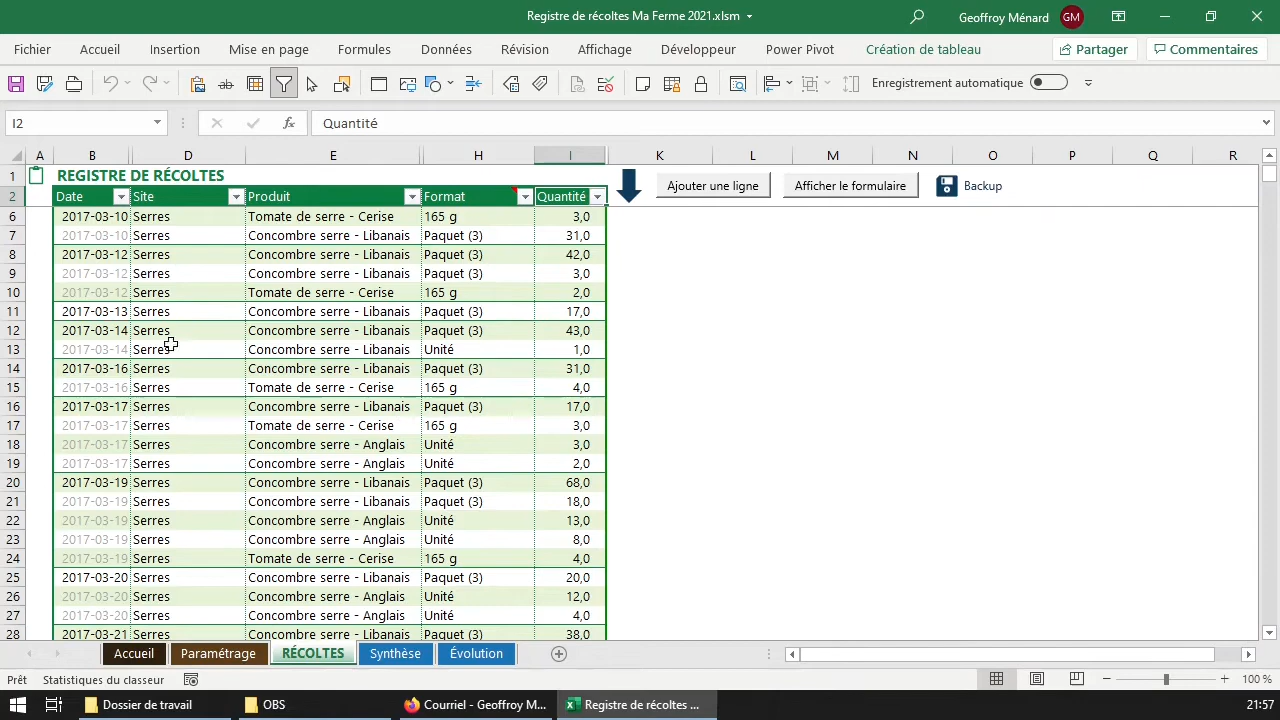 Registre de récoltes Ma Ferme 2021.xlsm
Geoffroy Ménard GM
Fichier Accueil Insertion Mise en page Formules Données Révision Affichage Développeur Power Pivot Création de tableau Partager Commentaires
Enregistrement automatique
I2 fx Quantité
A B D E H I K L M N O P Q R
1 REGISTRE DE RÉCOLTES Ajouter une ligne Afficher le formulaire Backup
2 Date Site Produit Format Quantité
6 2017-03-10 Serres Tomate de serre - Cerise 165 g 3,0
7 2017-03-10 Serres Concombre serre - Libanais Paquet (3) 31,0
8 2017-03-12 Serres Concombre serre - Libanais Paquet (3) 42,0
9 2017-03-12 Serres Concombre serre - Libanais Paquet (3) 3,0
10 2017-03-12 Serres Tomate de serre - Cerise 165 g 2,0
11 2017-03-13 Serres Concombre serre - Libanais Paquet (3) 17,0
12 2017-03-14 Serres Concombre serre - Libanais Paquet (3) 43,0
13 2017-03-14 Serres Concombre serre - Libanais Unité 1,0
14 2017-03-16 Serres Concombre serre - Libanais Paquet (3) 31,0
15 2017-03-16 Serres Tomate de serre - Cerise 165 g 4,0
16 2017-03-17 Serres Concombre serre - Libanais Paquet (3) 17,0
17 2017-03-17 Serres Tomate de serre - Cerise 165 g 3,0
18 2017-03-17 Serres Concombre serre - Anglais Unité 3,0
19 2017-03-17 Serres Concombre serre - Anglais Unité 2,0
20 2017-03-19 Serres Concombre serre - Libanais Paquet (3) 68,0
21 2017-03-19 Serres Concombre serre - Libanais Paquet (3) 18,0
22 2017-03-19 Serres Concombre serre - Anglais Unité 13,0
23 2017-03-19 Serres Concombre serre - Anglais Unité 8,0
24 2017-03-19 Serres Tomate de serre - Cerise 165 g 4,0
25 2017-03-20 Serres Concombre serre - Libanais Paquet (3) 20,0
26 2017-03-20 Serres Concombre serre - Anglais Unité 12,0
27 2017-03-20 Serres Concombre serre - Anglais Unité 4,0
28 2017-03-21 Serres Concombre serre - Libanais Paquet (3) 38,0
Accueil Paramétrage RÉCOLTES Synthèse Évolution
Prêt Statistiques du classeur 100 %
Dossier de travail OBS Courriel - Geoffroy M... Registre de récoltes ... 21:57